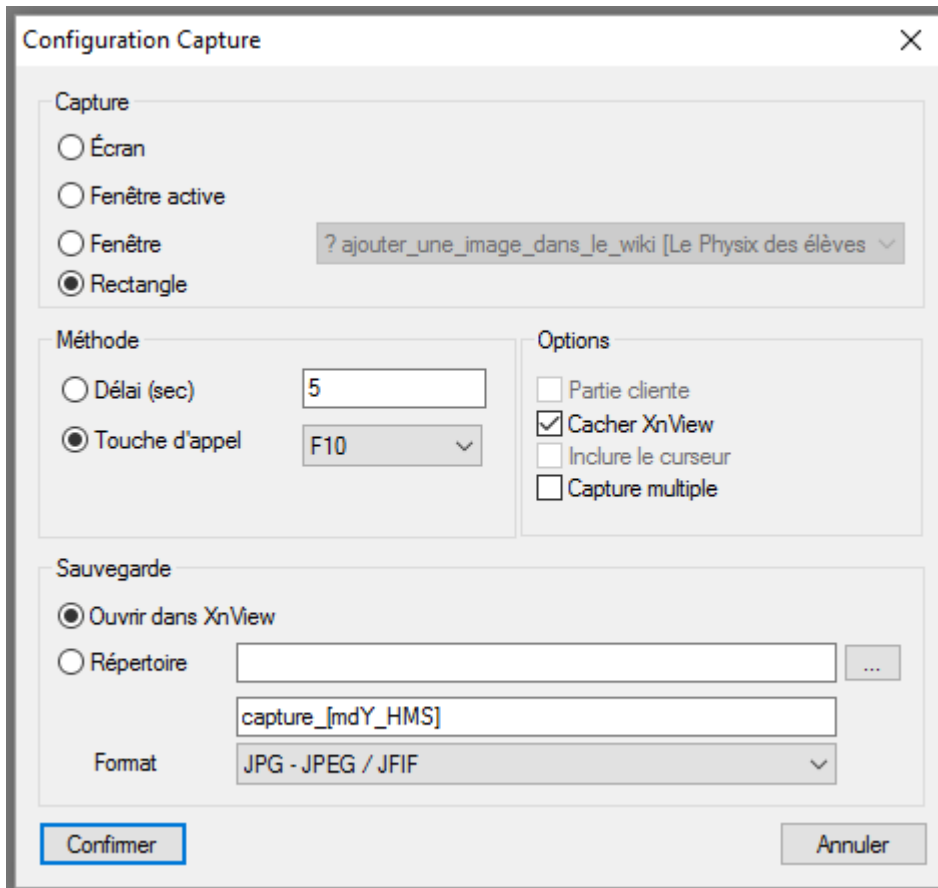 Configuration Capture
Capture
Écran
Fenêtre active
Fenêtre ? ajouter_une_image_dans_le_wiki [Le Physix des élèves
Rectangle
Méthode
Délai (sec) 5
Touche d'appel F10
Options
Partie cliente
Cacher XnView
Inclure le curseur
Capture multiple
Sauvegarde
Ouvrir dans XnView
Répertoire ...
capture_[mdY_HMS]
Format JPG - JPEG / JFIF
Confirmer Annuler